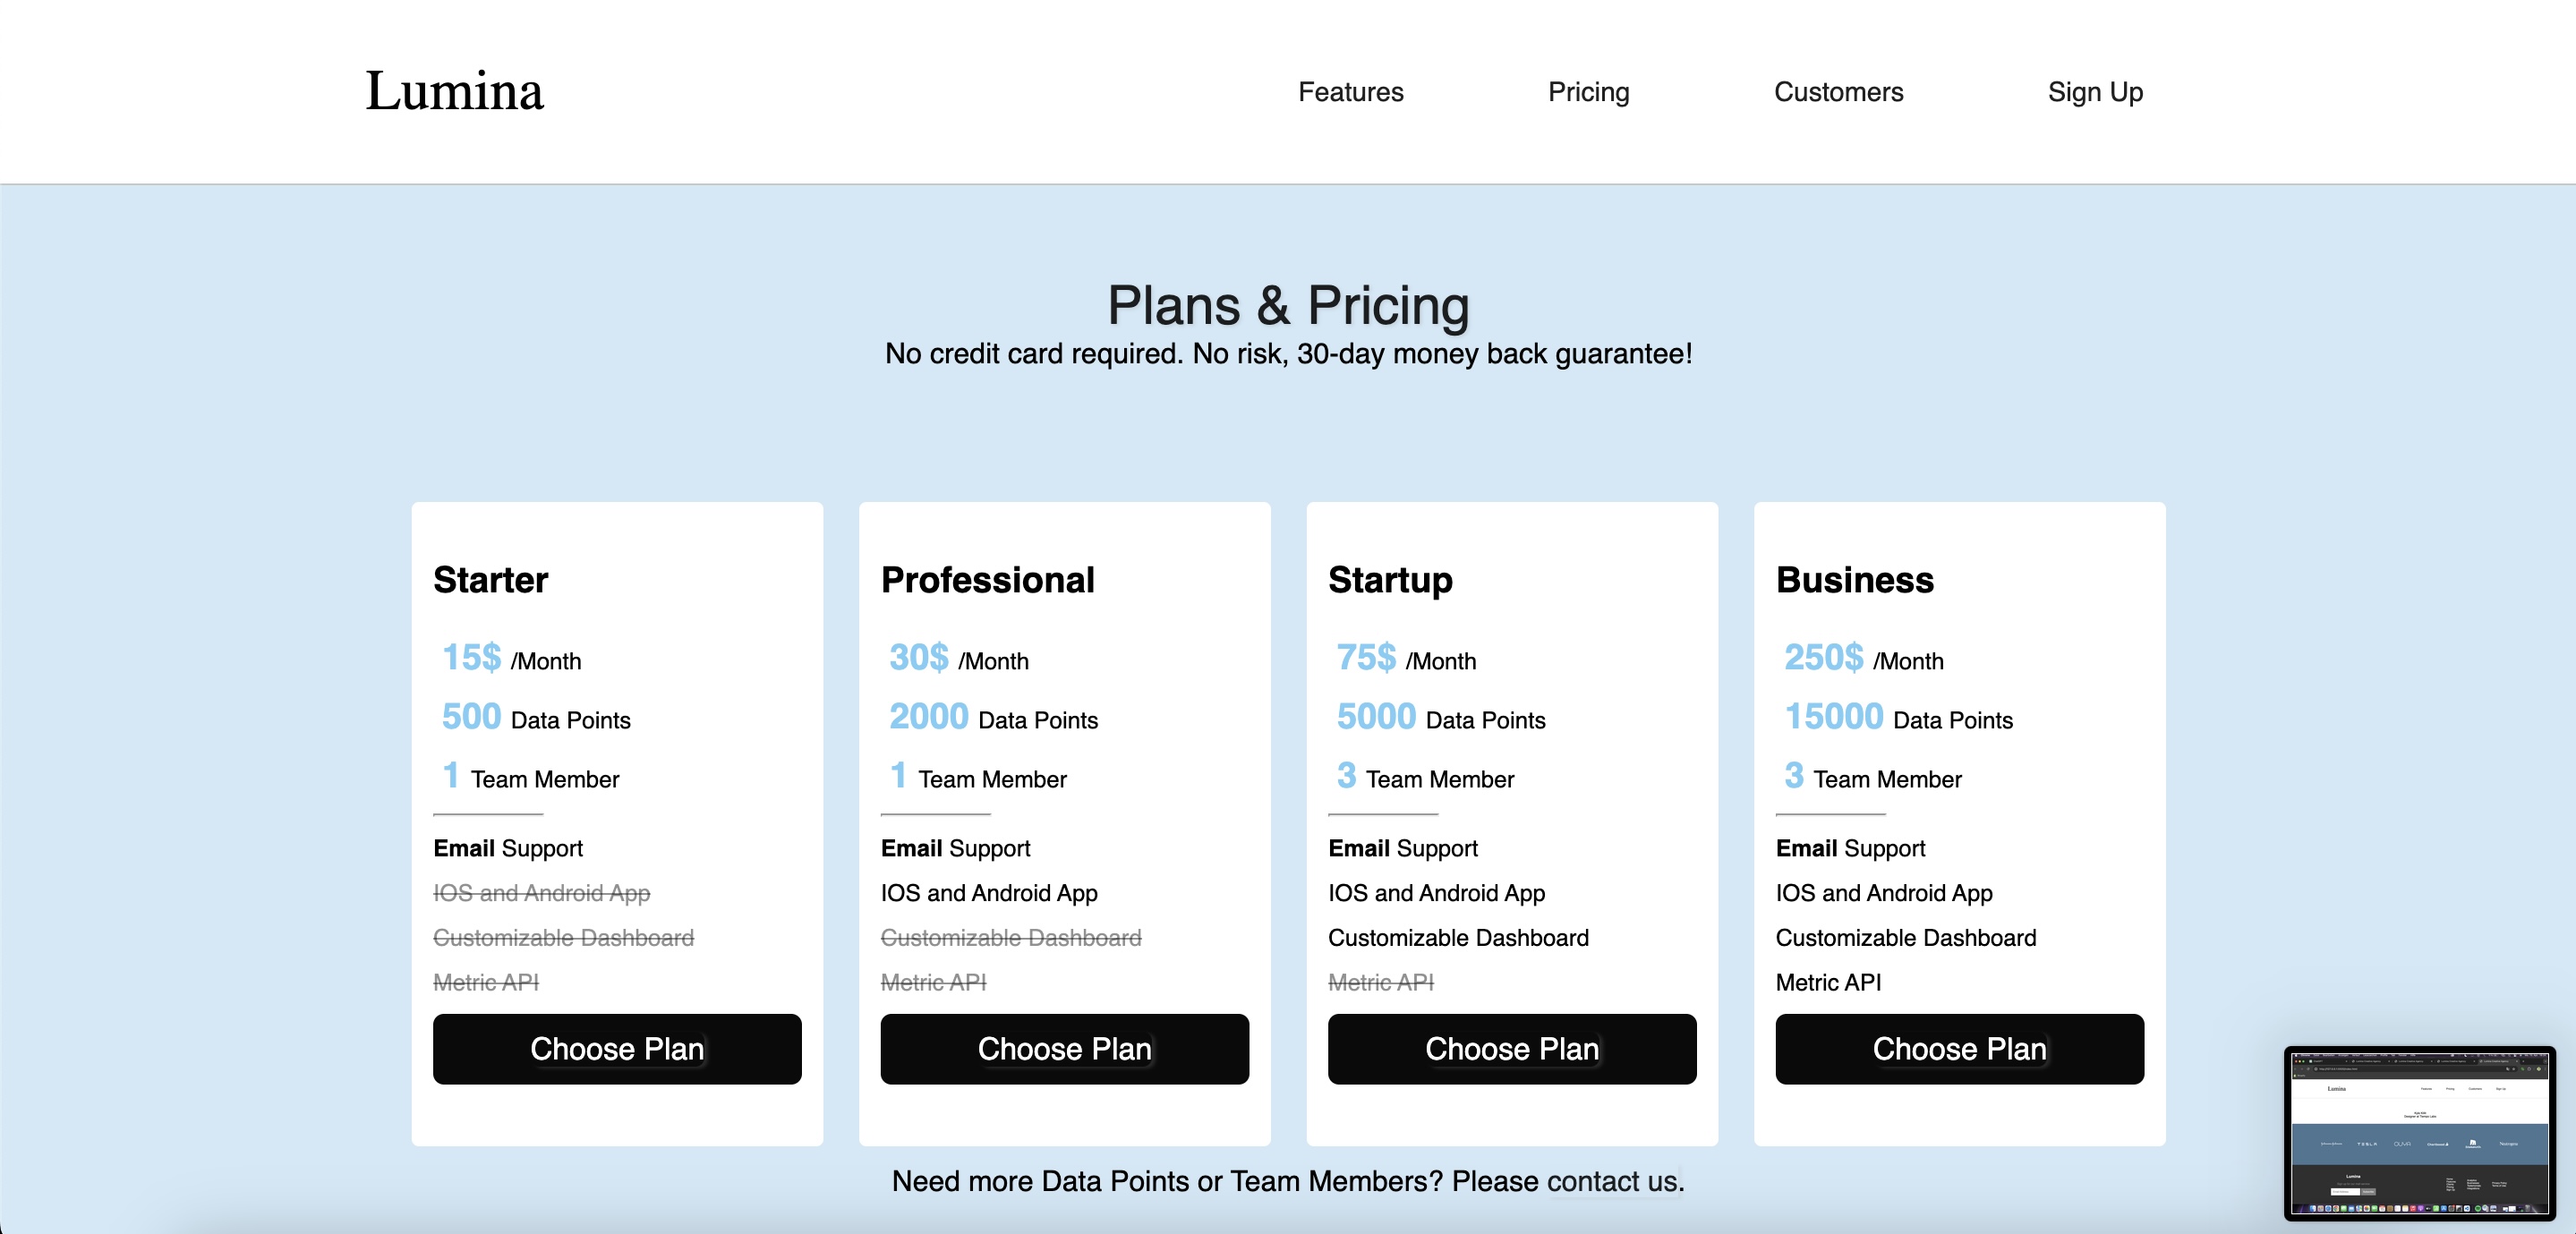 Lumina
Features
Pricing
Customers
Sign Up
Plans & Pricing
No credit card required. No risk, 30-day money back guarantee!
Starter
15$ /Month
500 Data Points
1 Team Member
Email Support
IOS and Android App
Customizable Dashboard
Metric API
Choose Plan
Professional
30$ /Month
2000 Data Points
1 Team Member
Email Support
IOS and Android App
Customizable Dashboard
Metric API
Choose Plan
Startup
75$ /Month
5000 Data Points
3 Team Member
Email Support
IOS and Android App
Customizable Dashboard
Metric API
Choose Plan
Business
250$ /Month
15000 Data Points
3 Team Member
Email Support
IOS and Android App
Customizable Dashboard
Metric API
Choose Plan
Need more Data Points or Team Members? Please contact us.
Lumina
TESLA
Lumina